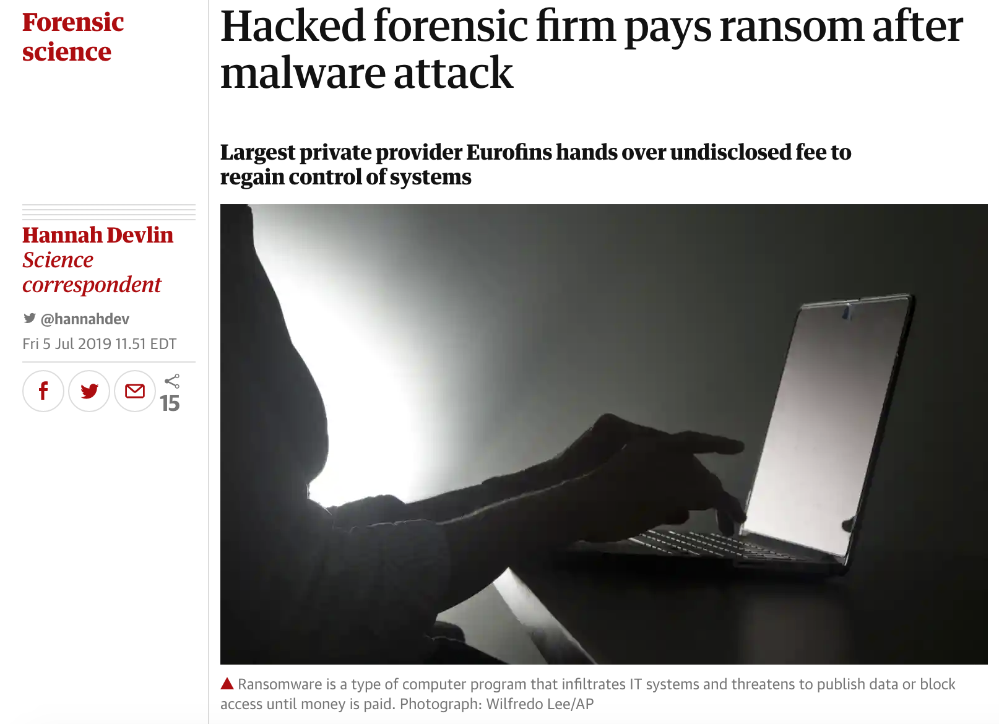 Forensic
science
Hacked forensic firm pays ransom after
malware attack
Largest private provider Eurofins hands over undisclosed fee to
regain control of systems
Hannah Devlin
Science
correspondent
@hannahdev
Fri 5 Jul 2019 11.51 EDT
15
Ransomware is a type of computer program that infiltrates IT systems and threatens to publish data or block
access until money is paid. Photograph: Wilfredo Lee/AP